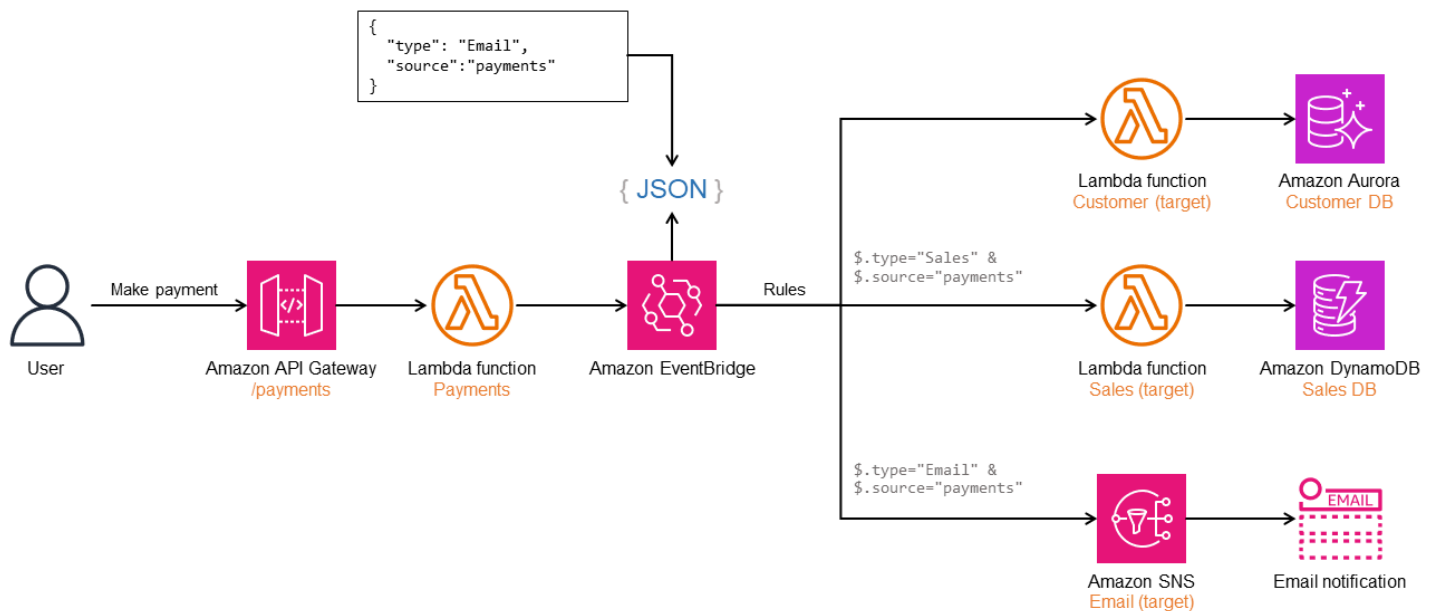 {
  "type": "Email",
  "source":"payments"
}
{ JSON }
Lambda function
Customer (target)
Amazon Aurora
Customer DB
Make payment
User
Amazon API Gateway
/payments
Lambda function
Payments
Amazon EventBridge
Rules
$.type="Sales" &
$.source="payments"
Lambda function
Sales (target)
Amazon DynamoDB
Sales DB
$.type="Email" &
$.source="payments"
Amazon SNS
Email (target)
EMAIL
Email notification